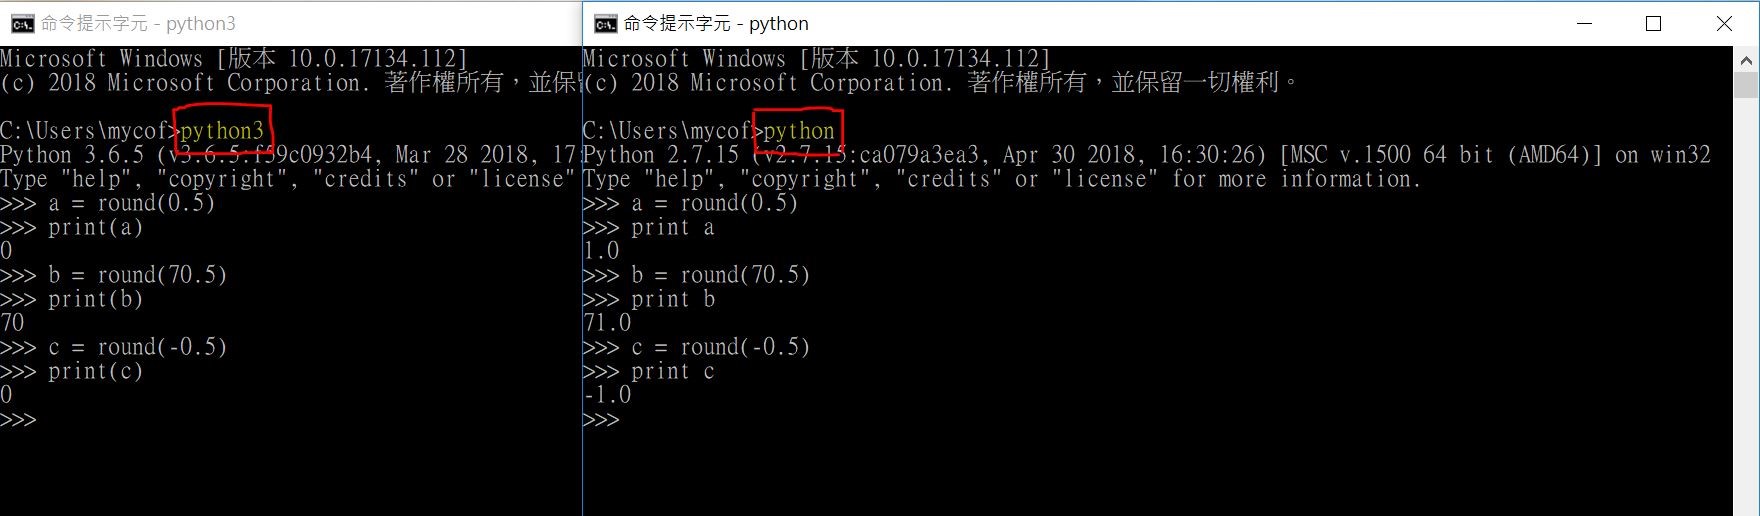 命令提示字元 - python3
Microsoft Windows [版本 10.0.17134.112]
(c) 2018 Microsoft Corporation. 著作權所有，並保
C:\Users\mycof>python3
Python 3.6.5 (v3.6.5:f59c0932b4, Mar 28 2018, 17:
Type "help", "copyright", "credits" or "license"
>>> a = round(0.5)
>>> print(a)
0
>>> b = round(70.5)
>>> print(b)
70
>>> c = round(-0.5)
>>> print(c)
0
>>>
命令提示字元 - python
Microsoft Windows [版本 10.0.17134.112]
(c) 2018 Microsoft Corporation. 著作權所有，並保留一切權利。
C:\Users\mycof>python
Python 2.7.15 (v2.7.15:ca079a3ea3, Apr 30 2018, 16:30:26) [MSC v.1500 64 bit (AMD64)] on win32
Type "help", "copyright", "credits" or "license" for more information.
>>> a = round(0.5)
>>> print a
1.0
>>> b = round(70.5)
>>> print b
71.0
>>> c = round(-0.5)
>>> print c
-1.0
>>>